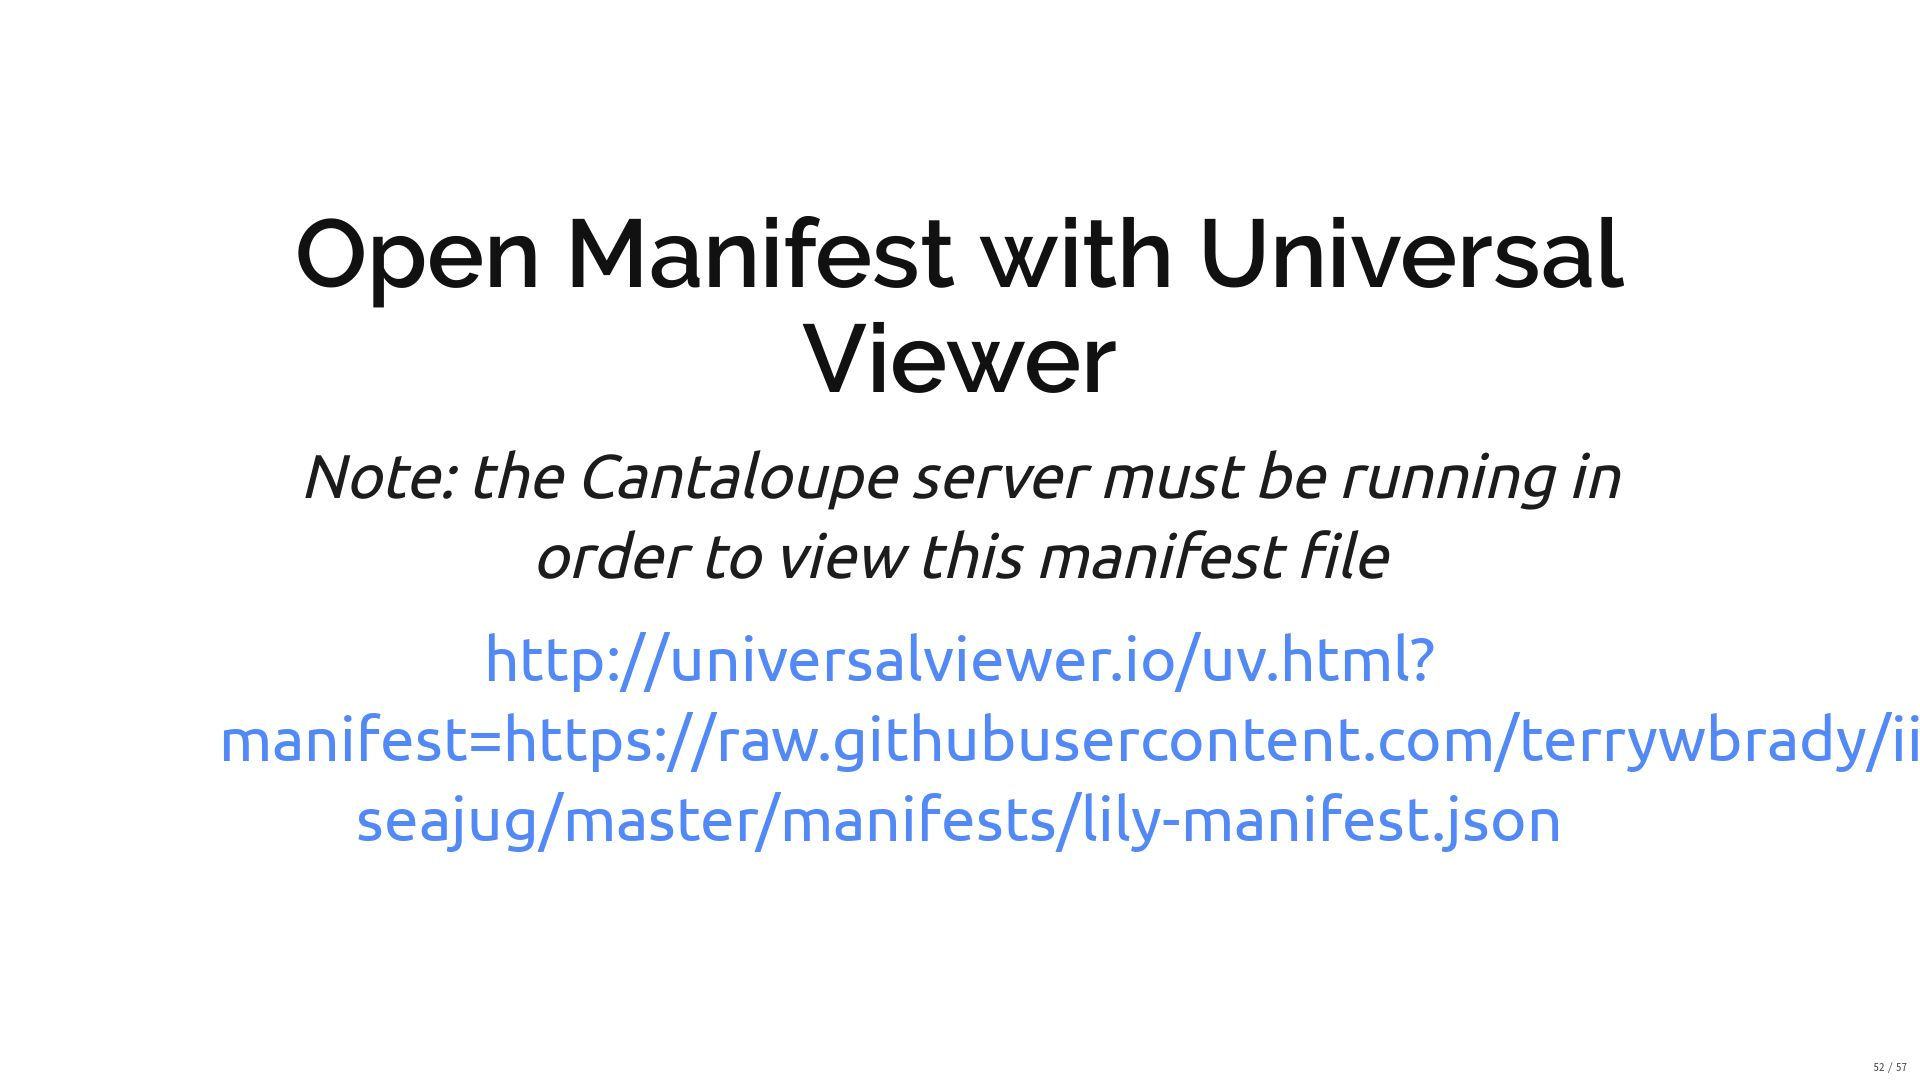 Open Manifest with Universal
Viewer
Note: the Cantaloupe server must be running in
order to view this manifest file
http://universalviewer.io/uv.html?
manifest=https://raw.githubusercontent.com/terrywbrady/ii
seajug/master/manifests/lily-manifest.json
52 / 57